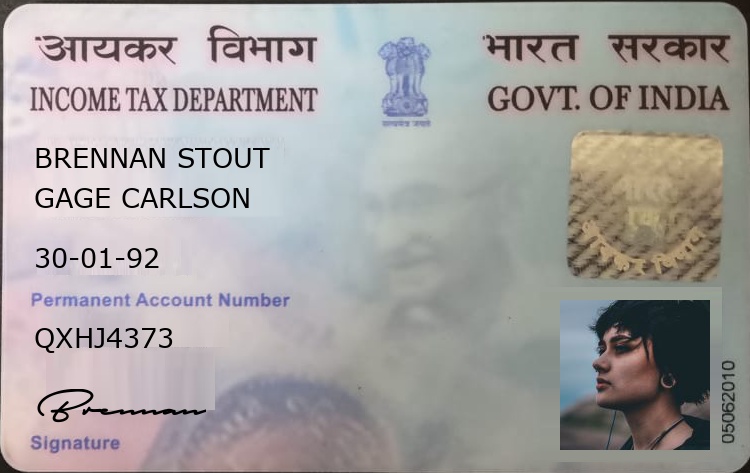 आयकर विभाग
भारत सरकार
INCOME TAX DEPARTMENT
GOVT. OF INDIA
सत्यमेव जयते
BRENNAN STOUT
GAGE CARLSON
30-01-92
Permanent Account Number
QXHJ4373
Brennan
Signature
05062010